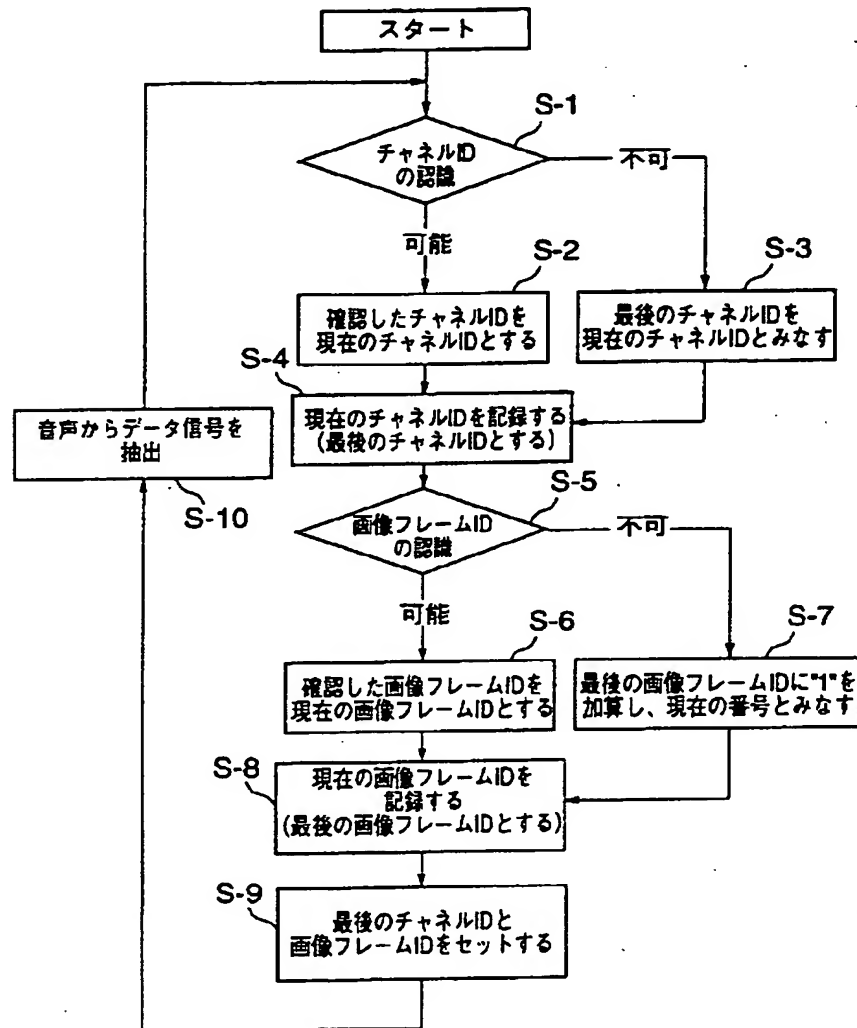 スタート
S-1
チャネルID
の認識
不可
可能
S-2
S-3
確認したチャネルIDを
現在のチャネルIDとする
最後のチャネルIDを
現在のチャネルIDとみなす
S-4
現在のチャネルIDを記録する
(最後のチャネルIDとする)
音声からデータ信号を
抽出
S-10
S-5
画像フレームID
の認識
不可
可能
S-6
S-7
確認した画像フレームIDを
現在の画像フレームIDとする
最後の画像フレームIDに"1"を
加算し、現在の番号とみなす
S-8
現在の画像フレームIDを
記録する
(最後の画像フレームIDとする)
S-9
最後のチャネルIDと
画像フレームIDをセットする